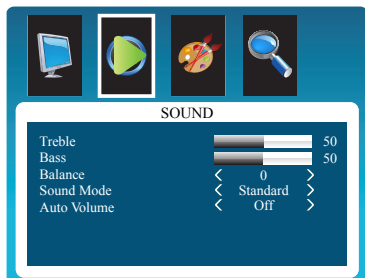 SOUND
Treble 50
Bass 50
Balance 0
Sound Mode Standard
Auto Volume Off